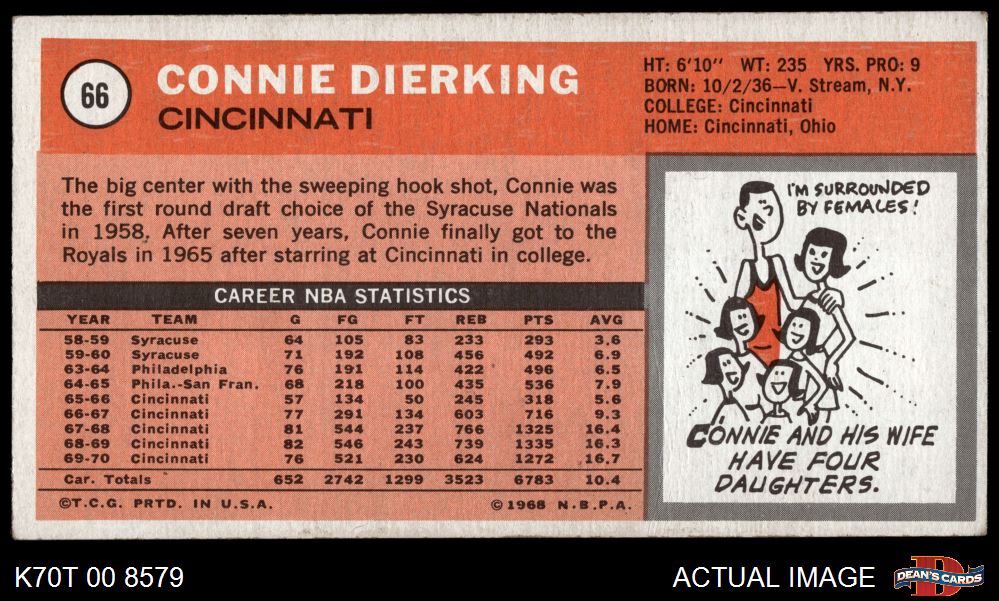 66
CONNIE DIERKING
CINCINNATI
HT: 6'10'' WT: 235 YRS. PRO: 9
BORN: 10/2/36—V. Stream, N.Y.
COLLEGE: Cincinnati
HOME: Cincinnati, Ohio
The big center with the sweeping hook shot, Connie was
the first round draft choice of the Syracuse Nationals
in 1958. After seven years, Connie finally got to the
Royals in 1965 after starring at Cincinnati in college.
CAREER NBA STATISTICS
YEAR TEAM G FG FT REB PTS AVG
58-59 Syracuse 64 105 83 233 293 3.6
59-60 Syracuse 71 192 108 456 492 6.9
63-64 Philadelphia 76 191 114 422 496 6.5
64-65 Phila.-San Fran. 68 218 100 435 536 7.9
65-66 Cincinnati 57 134 50 245 318 5.6
66-67 Cincinnati 77 291 134 603 716 9.3
67-68 Cincinnati 81 544 237 766 1325 16.4
68-69 Cincinnati 82 546 243 739 1335 16.3
69-70 Cincinnati 76 521 230 624 1272 16.7
Car. Totals 652 2742 1299 3523 6783 10.4
©T.C.G. PRTD. IN U.S.A. ©1968 N.B.P.A.
I'M SURROUNDED
BY FEMALES!
CONNIE AND HIS WIFE
HAVE FOUR
DAUGHTERS.
K70T 00 8579
ACTUAL IMAGE
D
DEAN'S CARDS